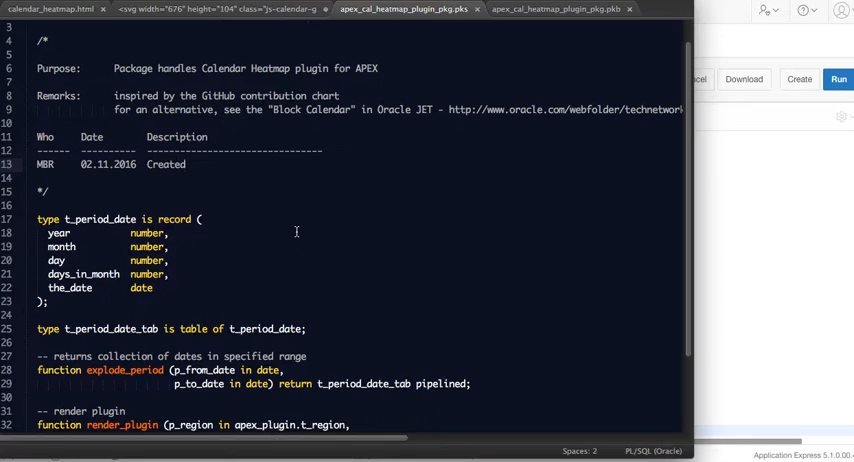 calendar_heatmap.html × <svg width="676" height="104" class="js-calendar-g apex_cal_heatmap_plugin_pkg.pks × apex_cal_heatmap_plugin_pkg.pkb ×
3
4 /*
5
6 Purpose: Package handles Calendar Heatmap plugin for APEX
7
8 Remarks: inspired by the GitHub contribution chart
9 for an alternative, see the "Block Calendar" in Oracle JET - http://www.oracle.com/webfolder/technetwork
10
11 Who Date Description
12 ------ ---------- --------------------------------
13 MBR 02.11.2016 Created
14
15 */
16
17 type t_period_date is record (
18 year number,
19 month number,
20 day number,
21 days_in_month number,
22 the_date date
23 );
24
25 type t_period_date_tab is table of t_period_date;
26
27 -- returns collection of dates in specified range
28 function explode_period (p_from_date in date,
29 p_to_date in date) return t_period_date_tab pipelined;
30
31 -- render plugin
32 function render_plugin (p_region in apex_plugin.t_region,
Spaces: 2 PL/SQL (Oracle)
cel Download Create Run
Application Express 5.1.0.00.